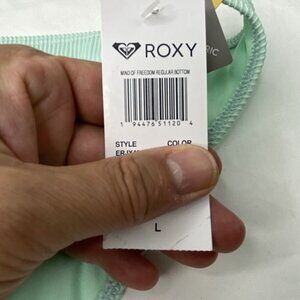 ROXY
MIND OF FREEDOM REGULAR BOTTOM
1 94476 51120 4
STYLE COLOR
L